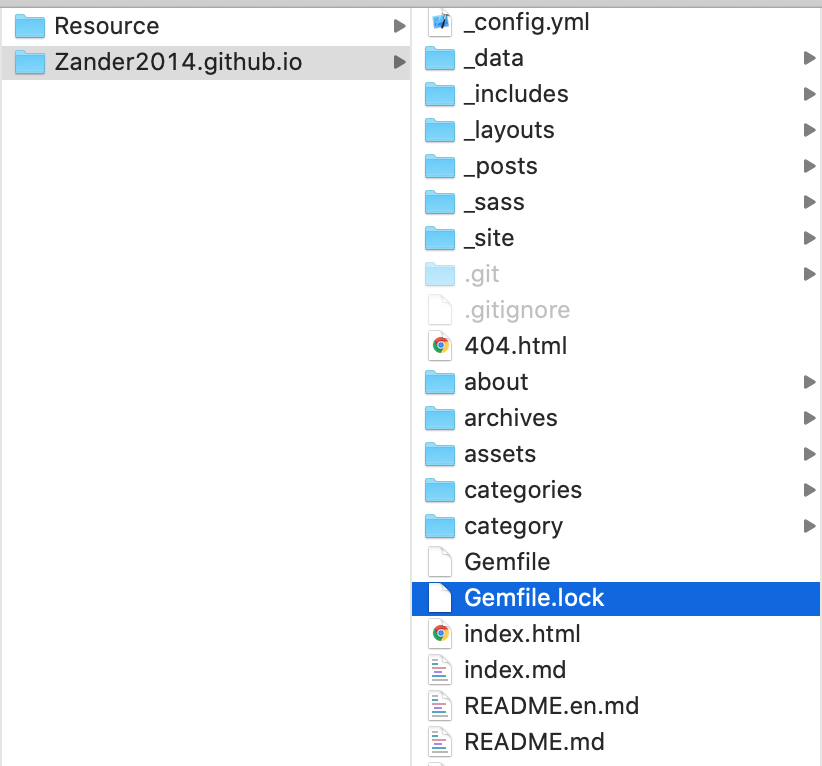 Resource
Zander2014.github.io
_config.yml
_data
_includes
_layouts
_posts
_sass
_site
.git
.gitignore
404.html
about
archives
assets
categories
category
Gemfile
Gemfile.lock
index.html
index.md
README.en.md
README.md